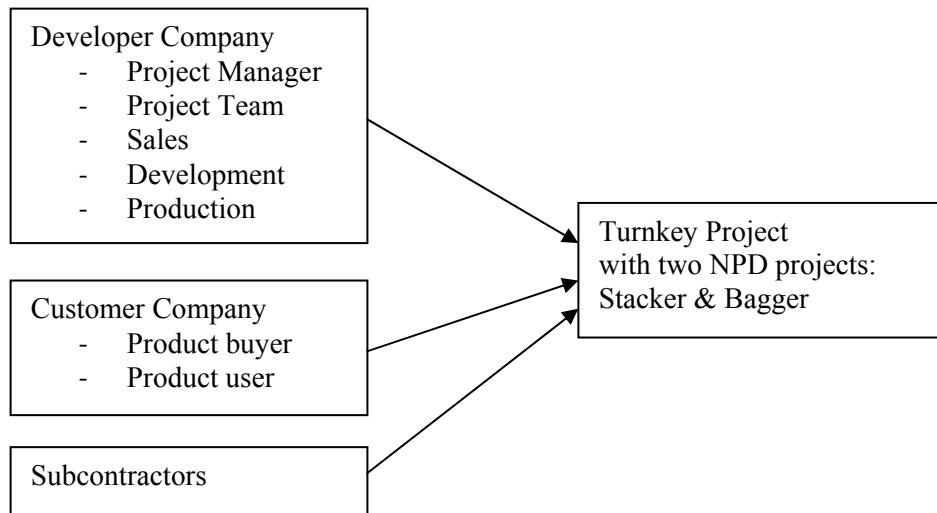 Developer Company
- Project Manager
- Project Team
- Sales
- Development
- Production
Customer Company
- Product buyer
- Product user
Subcontractors
Turnkey Project
with two NPD projects:
Stacker & Bagger